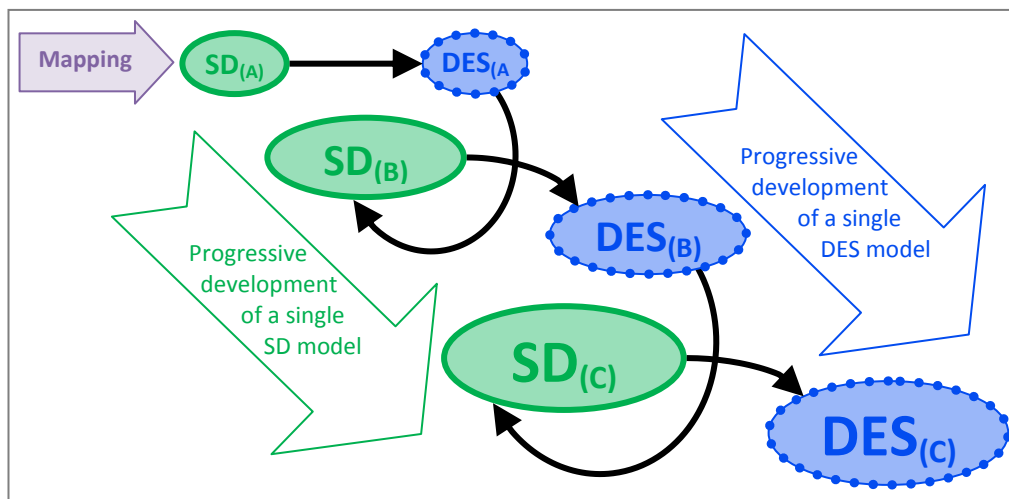 Mapping
SD(A)
DES(A
SD(B)
Progressive
development
of a single
DES model
DES(B)
Progressive
development
of a single
SD model
SD(C)
DES(C)